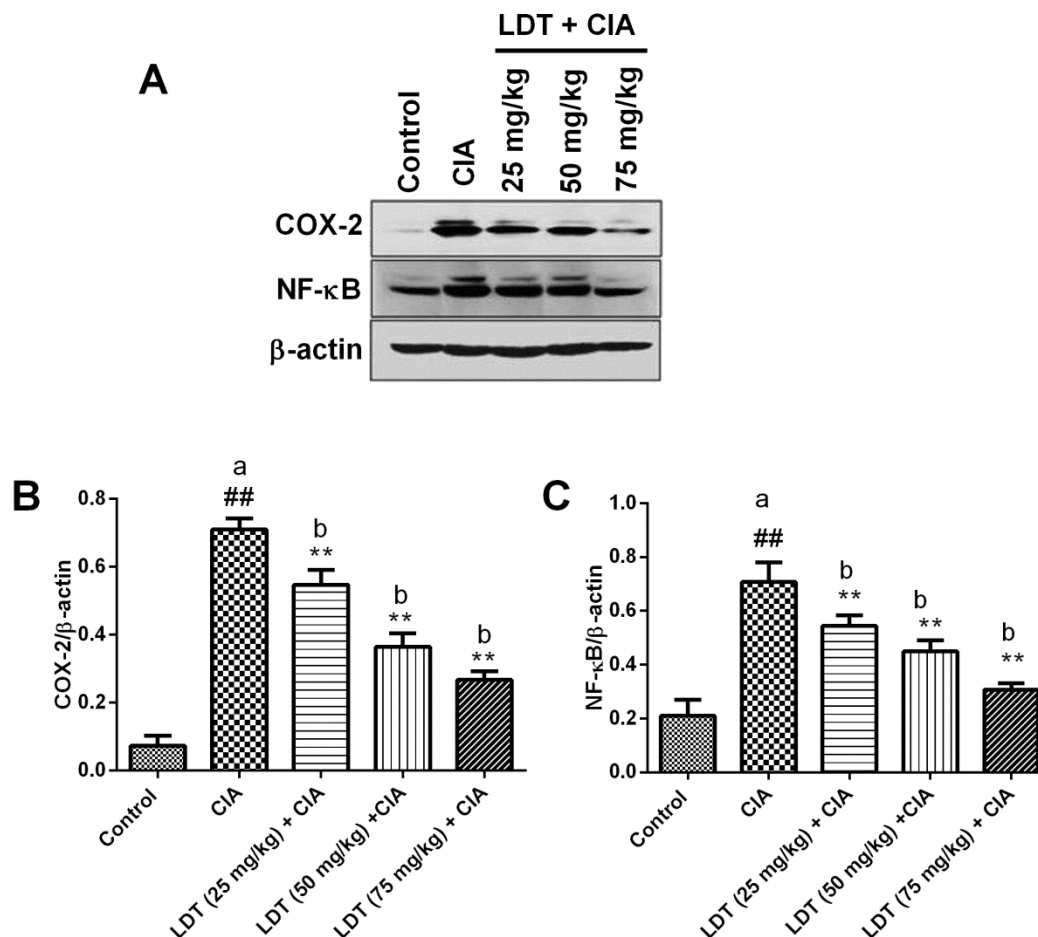 LDT + CIA
A
Control
CIA
25 mg/kg
50 mg/kg
75 mg/kg
COX-2
NF-κB
β-actin
B
COX-2/β-actin
0.8
0.6
0.4
0.2
0.0
a
##
b
**
b
**
b
**
Control
CIA
LDT (25 mg/kg) + CIA
LDT (50 mg/kg) +CIA
LDT (75 mg/kg) + CIA
C
NF-κB/β-actin
1.0
0.8
0.6
0.4
0.2
0.0
a
##
b
**
b
**
b
**
Control
CIA
LDT (25 mg/kg) + CIA
LDT (50 mg/kg) +CIA
LDT (75 mg/kg) + CIA